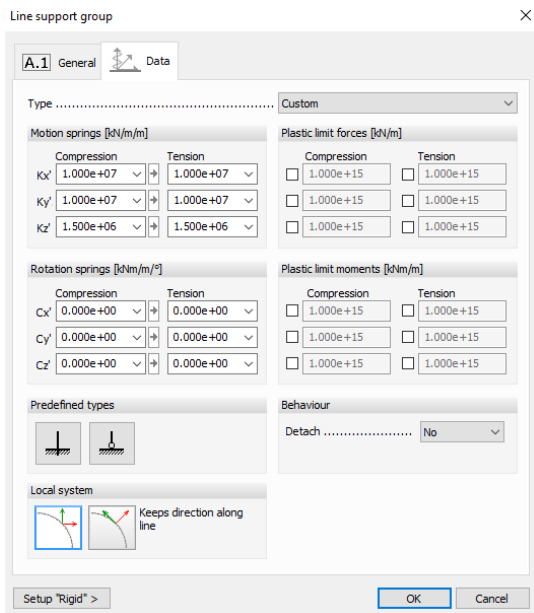 Line support group
A.1 General Data
Type Custom
Motion springs [kN/m/m] Plastic limit forces [kN/m]
Compression Tension Compression Tension
Kx' 1.000e+07 1.000e+07 1.000e+15 1.000e+15
Ky' 1.000e+07 1.000e+07 1.000e+15 1.000e+15
Kz' 1.500e+06 1.500e+06 1.000e+15 1.000e+15
Rotation springs [kNm/m/°] Plastic limit moments [kNm/m]
Compression Tension Compression Tension
Cx' 0.000e+00 0.000e+00 1.000e+15 1.000e+15
Cy' 0.000e+00 0.000e+00 1.000e+15 1.000e+15
Cz' 0.000e+00 0.000e+00 1.000e+15 1.000e+15
Predefined types Behaviour
Detach No
Local system
Keeps direction along
line
Setup "Rigid" > OK Cancel